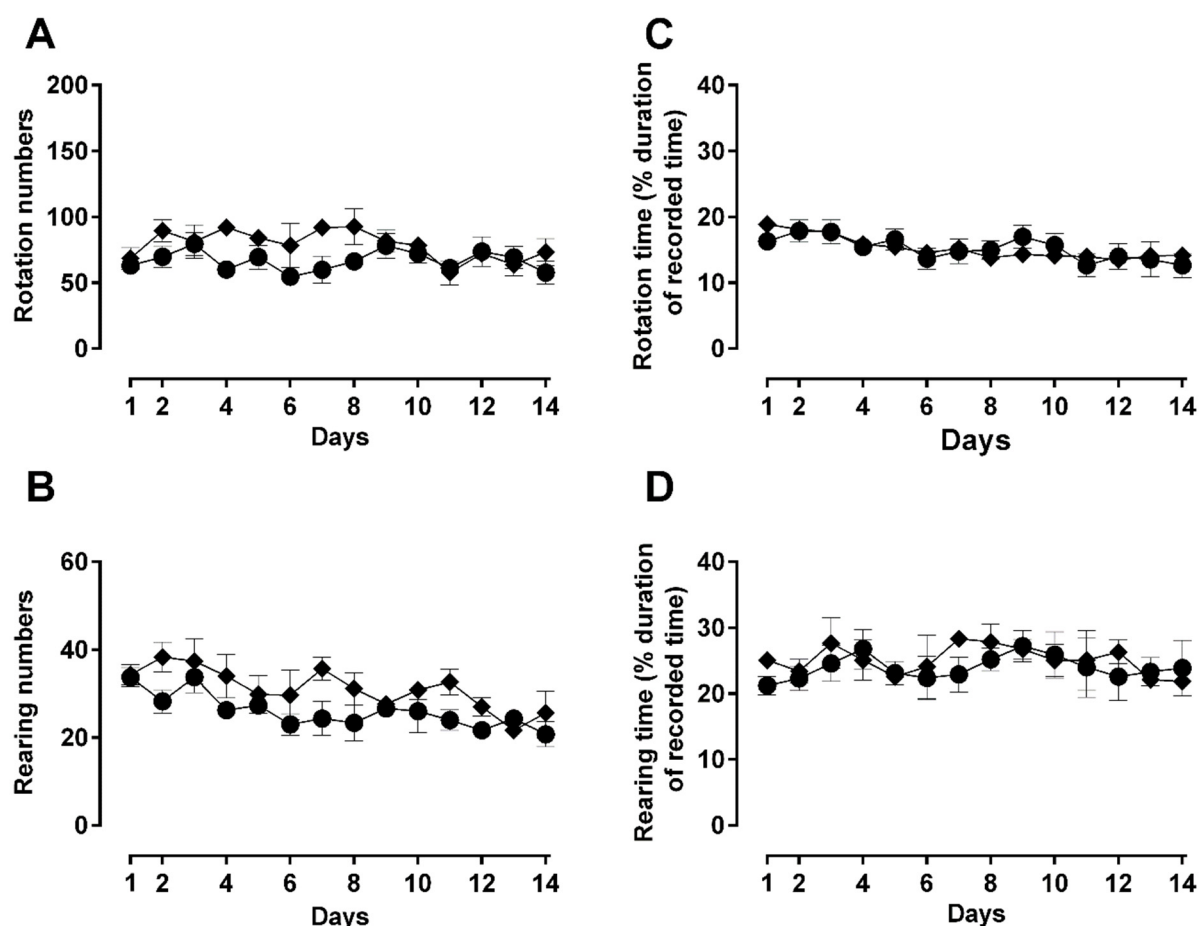 A
Rotation numbers
200
150
100
50
0
1 2 4 6 8 10 12 14
Days
C
Rotation time (% duration
of recorded time)
40
30
20
10
0
1 2 4 6 8 10 12 14
Days
B
Rearing numbers
60
40
20
0
1 2 4 6 8 10 12 14
Days
D
Rearing time (% duration
of recorded time)
40
30
20
10
0
1 2 4 6 8 10 12 14
Days